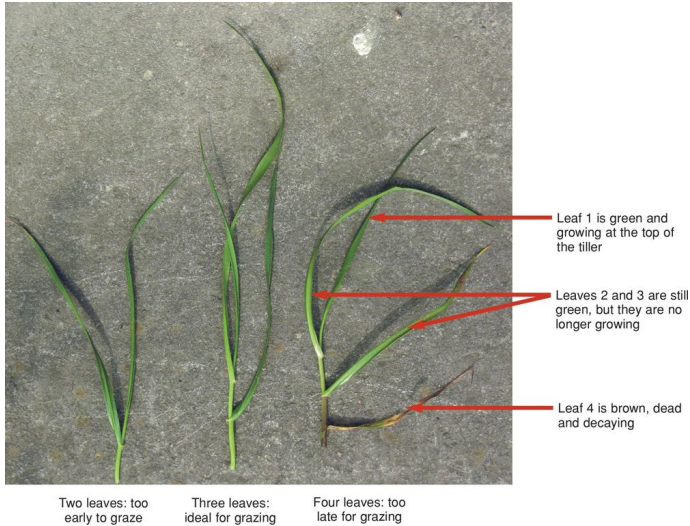 Leaf 1 is green and
growing at the top of
the tiller
Leaves 2 and 3 are still
green, but they are no
longer growing
Leaf 4 is brown, dead
and decaying
Two leaves: too
early to graze
Three leaves:
ideal for grazing
Four leaves: too
late for grazing